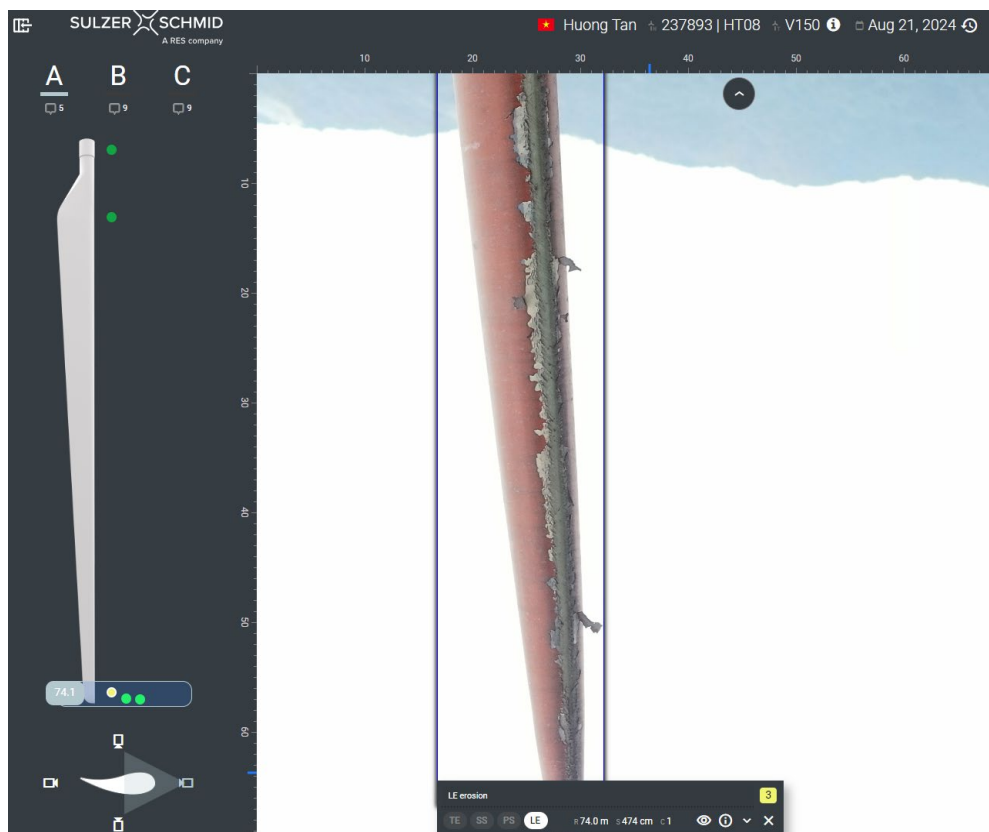 SULZER SCHMID
A RES company
Huong Tan 237893 | HT08 V150 Aug 21, 2024
A B C
5 9 9
10 20 30 40 50 60
10
20
30
40
50
60
74.1
LE erosion 3
TE SS PS LE R 74.0 m S 474 cm C 1